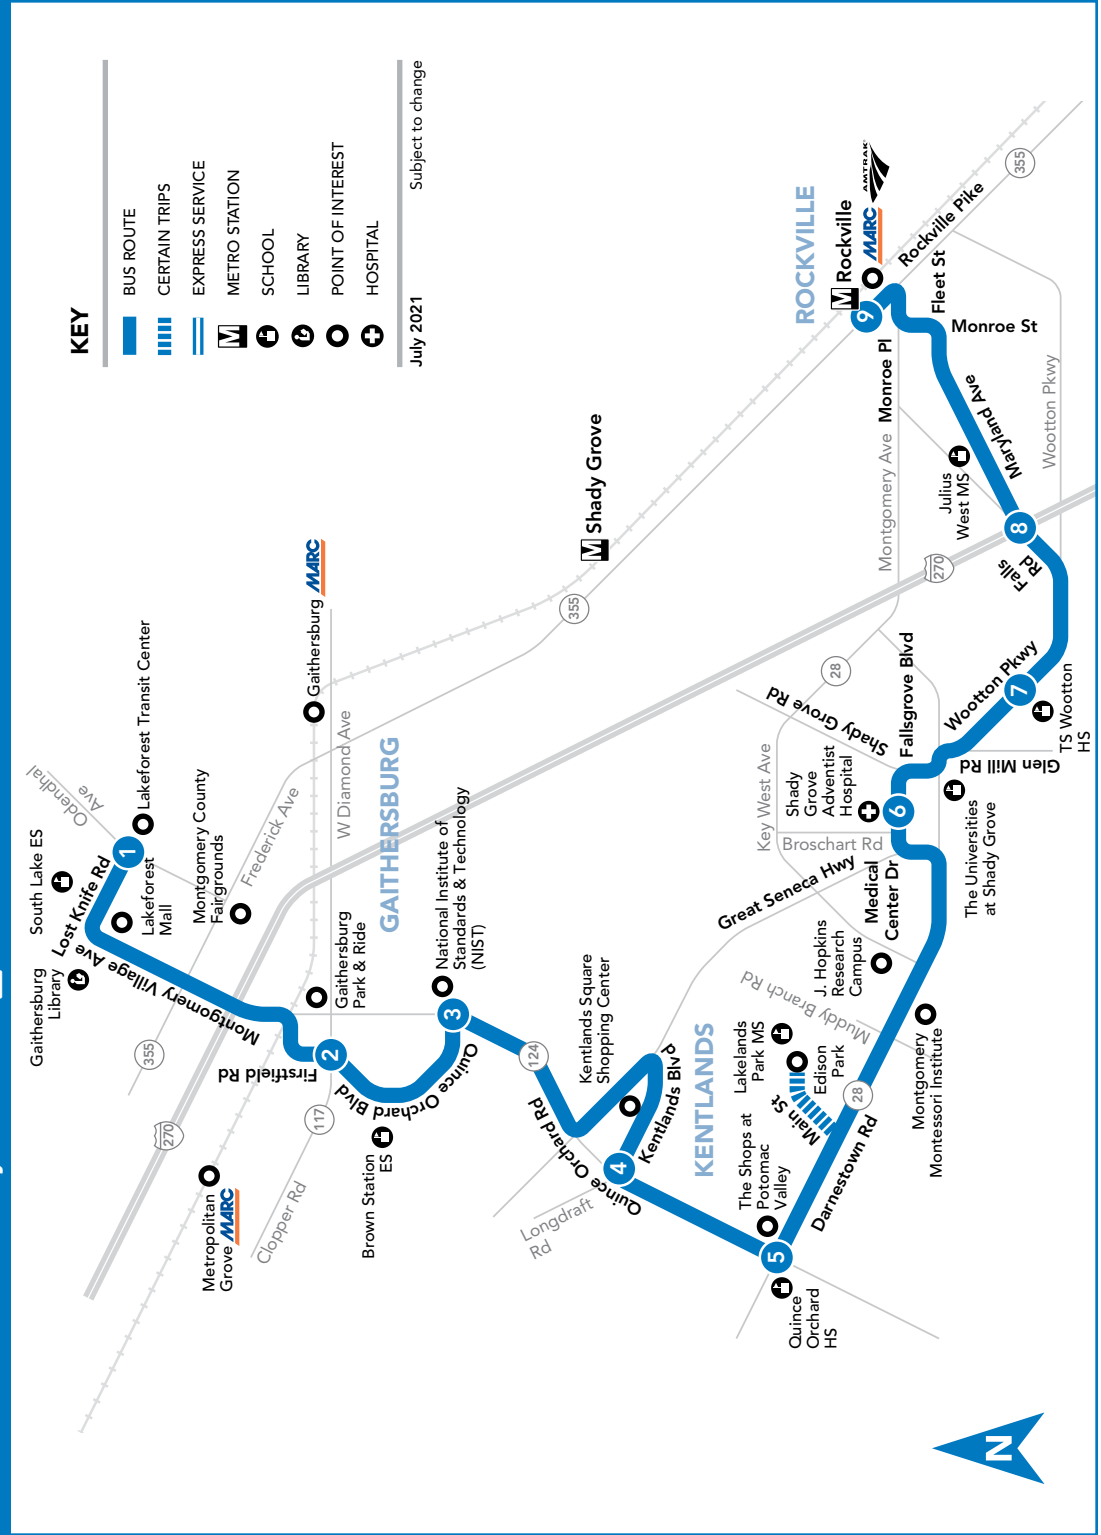 KEY
BUS ROUTE
CERTAIN TRIPS
EXPRESS SERVICE
M
METRO STATION
SCHOOL
LIBRARY
POINT OF INTEREST
HOSPITAL
July 2021
Subject to change
South Lake ES
Gaithersburg
Library
Lost Knife Rd
Odendhal
Ave
1
Lakeforest Transit Center
Lakeforest
Mall
Montgomery Village Ave
Montgomery County
Fairgrounds
Frederick Ave
355
270
Firstfield Rd
2
117
Metropolitan
Grove
MARC
Clopper Rd
Gaithersburg
MARC
W Diamond Ave
GAITHERSBURG
Gaithersburg
Park & Ride
Quince Orchard Blvd
Brown Station
ES
3
National Institute of
Standards & Technology
(NIST)
124
Quince Orchard Rd
Kentlands Square
Shopping Center
Kentlands Blvd
4
Quince Orchard Rd
Longdraft
Rd
KENTLANDS
355
M
Shady Grove
Lakelands
Park MS
Edison
Park
Main St
The Shops at
Potomac
Valley
5
Quince
Orchard
HS
Darnestown Rd
28
Muddy Branch Rd
Montgomery
Montessori Institute
J. Hopkins
Research
Campus
Great Seneca Hwy
Medical
Center Dr
Key West Ave
Broschart Rd
Shady
Grove
Adventist
Hospital
6
The Universities
at Shady Grove
28
Shady Grove Rd
Fallsgrove Blvd
Glen Mill Rd
Wootton Pkwy
7
TS Wootton
HS
270
Falls
Rd
8
Montgomery Ave
Julius
West MS
Maryland Ave
Wootton Pkwy
Monroe Pl
Monroe St
Fleet St
ROCKVILLE
9
M
Rockville
MARC
AMTRAK
Rockville Pike
355
N